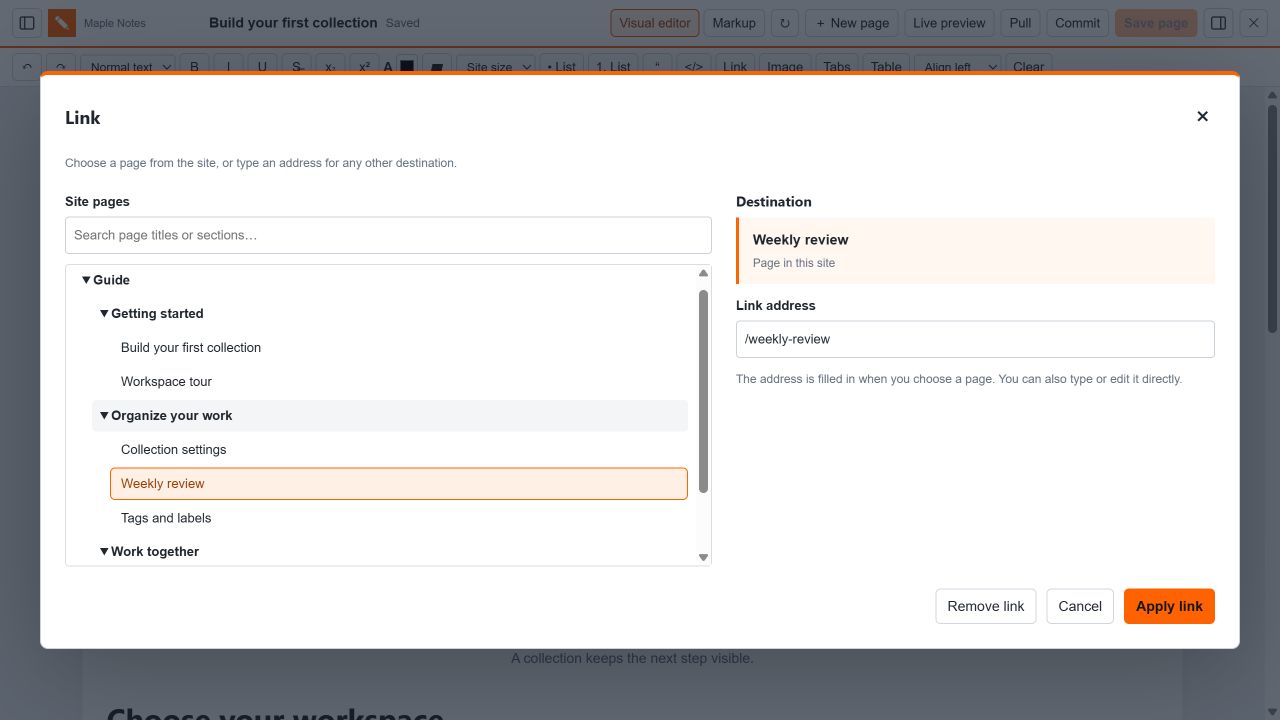 Maple Notes
Build your first collection Saved
Visual editor
Markup
↻
+ New page
Live preview
Pull
Commit
Save page
Normal text
B
I
U
S
x₂
x²
A
Site size
• List
1. List
“
</>
Link
Image
Tabs
Table
Align left
Clear
Link
×
Choose a page from the site, or type an address for any other destination.
Site pages
Search page titles or sections…
Guide
Getting started
Build your first collection
Workspace tour
Organize your work
Collection settings
Weekly review
Tags and labels
Work together
Destination
Weekly review
Page in this site
Link address
/weekly-review
The address is filled in when you choose a page. You can also type or edit it directly.
Remove link
Cancel
Apply link
A collection keeps the next step visible.
Choose your workspace